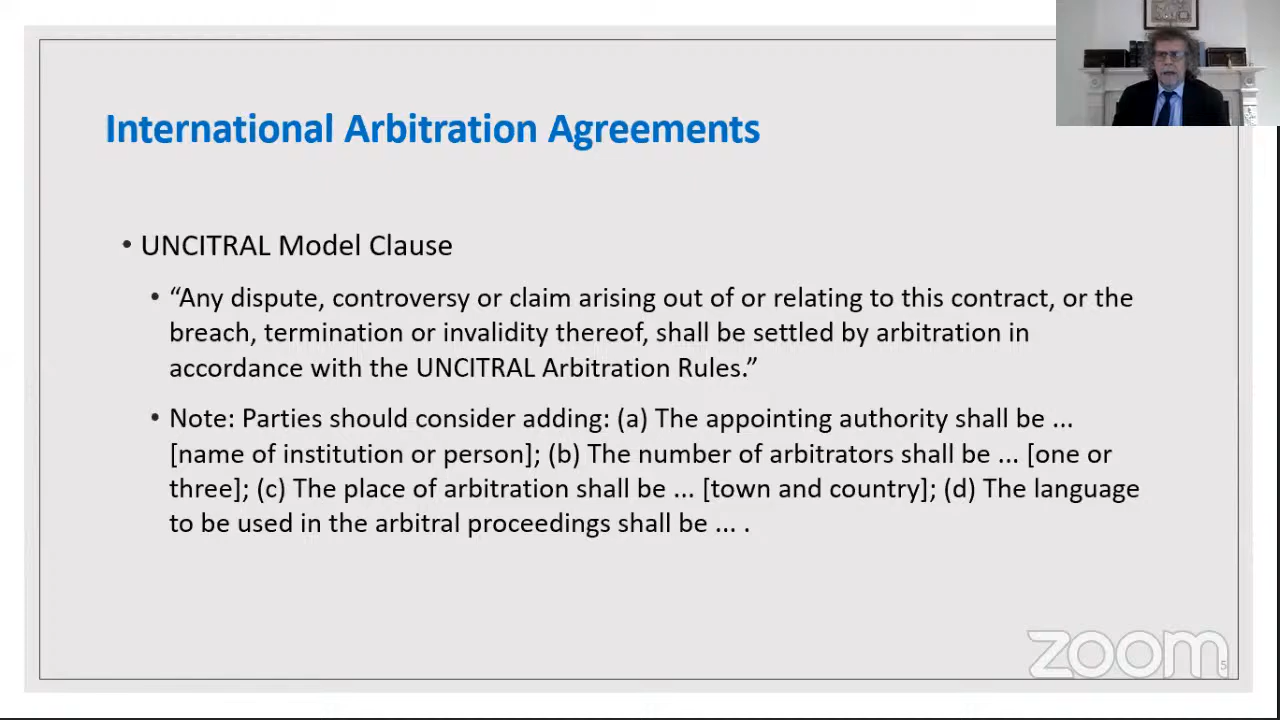 International Arbitration Agreements
• UNCITRAL Model Clause
• “Any dispute, controversy or claim arising out of or relating to this contract, or the
breach, termination or invalidity thereof, shall be settled by arbitration in
accordance with the UNCITRAL Arbitration Rules.”
• Note: Parties should consider adding: (a) The appointing authority shall be ...
[name of institution or person]; (b) The number of arbitrators shall be ... [one or
three]; (c) The place of arbitration shall be ... [town and country]; (d) The language
to be used in the arbitral proceedings shall be ... .
zoom
5